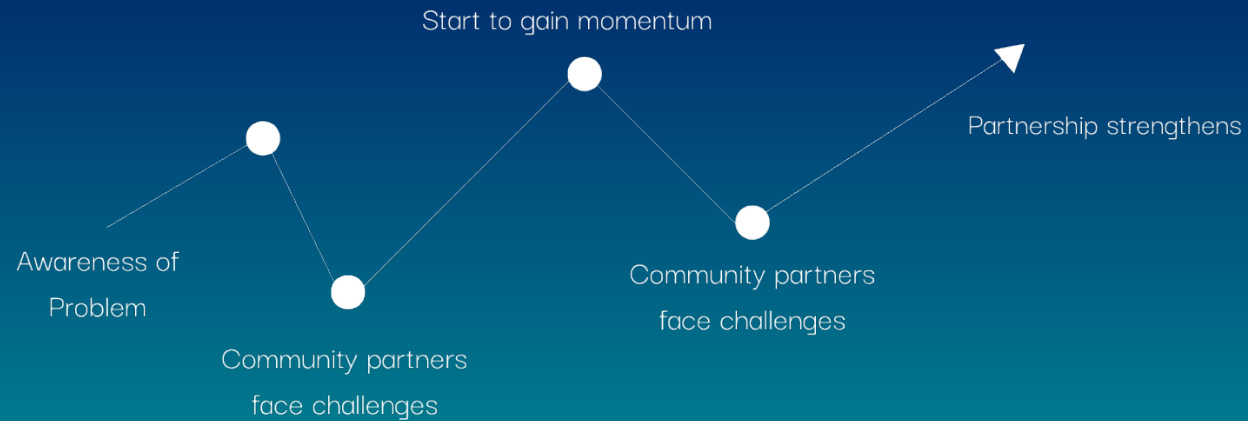 Start to gain momentum
Partnership strengthens
Awareness of
Problem
Community partners
face challenges
Community partners
face challenges